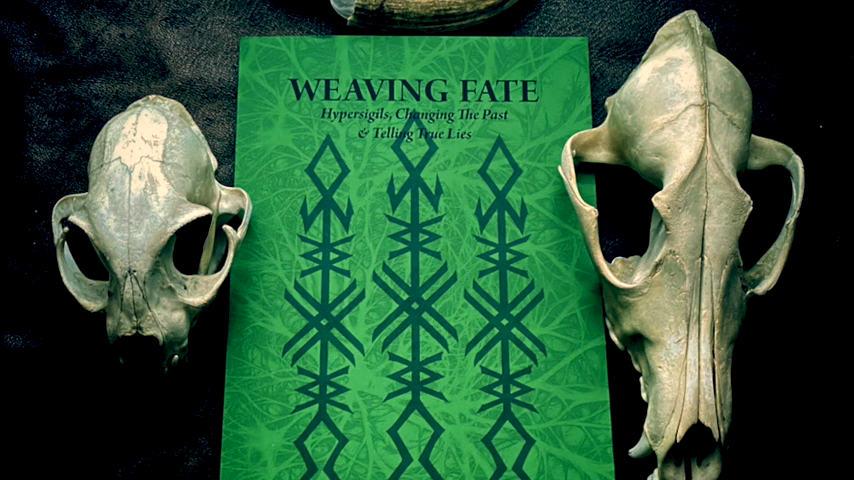 WEAVING FATE
Hypersigils, Changing The Past
& Telling True Lies